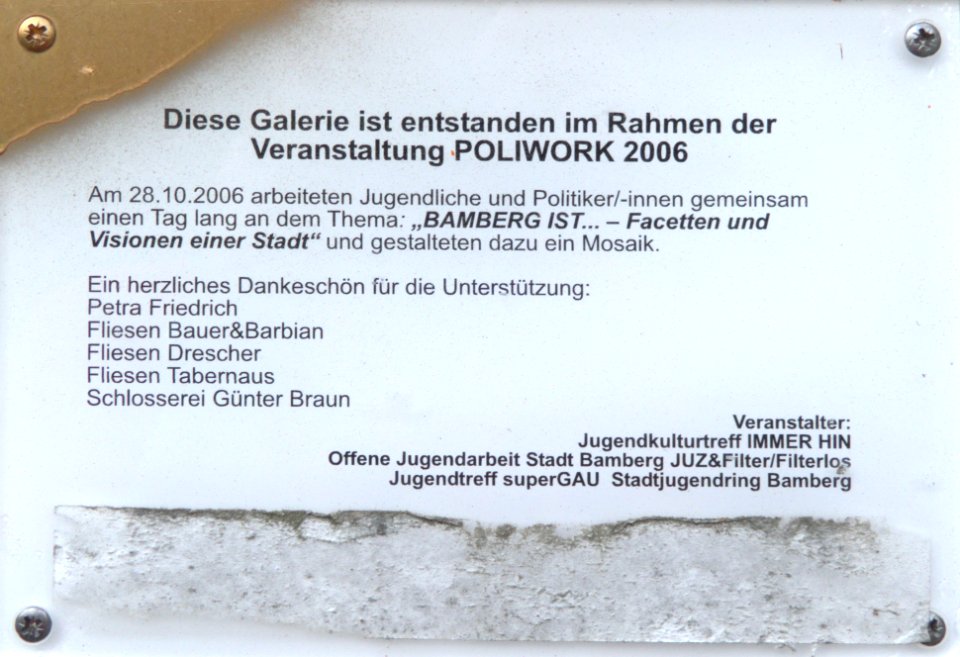 Diese Galerie ist entstanden im Rahmen der
Veranstaltung POLIWORK 2006
Am 28.10.2006 arbeiteten Jugendliche und Politiker/-innen gemeinsam
einen Tag lang an dem Thema: „BAMBERG IST... – Facetten und
Visionen einer Stadt“ und gestalteten dazu ein Mosaik.
Ein herzliches Dankeschön für die Unterstützung:
Petra Friedrich
Fliesen Bauer&Barbian
Fliesen Drescher
Fliesen Tabernaus
Schlosserei Günter Braun
Veranstalter:
Jugendkulturtreff IMMER HIN
Offene Jugendarbeit Stadt Bamberg JUZ&Filter/Filterlos
Jugendtreff superGAU Stadtjugendring Bamberg